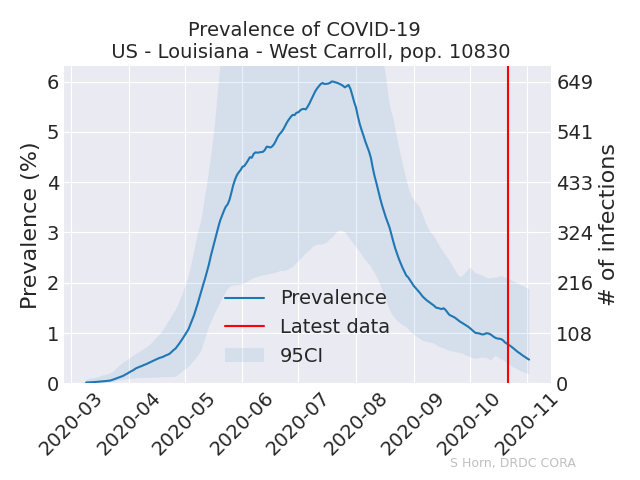 Prevalence of COVID-19
US - Louisiana - West Carroll, pop. 10830
Prevalence (%)
6
5
4
3
2
1
0
649
541
433
324
216
108
0
# of infections
Prevalence
Latest data
95CI
2020-03
2020-04
2020-05
2020-06
2020-07
2020-08
2020-09
2020-10
2020-11
S Horn, DRDC CORA